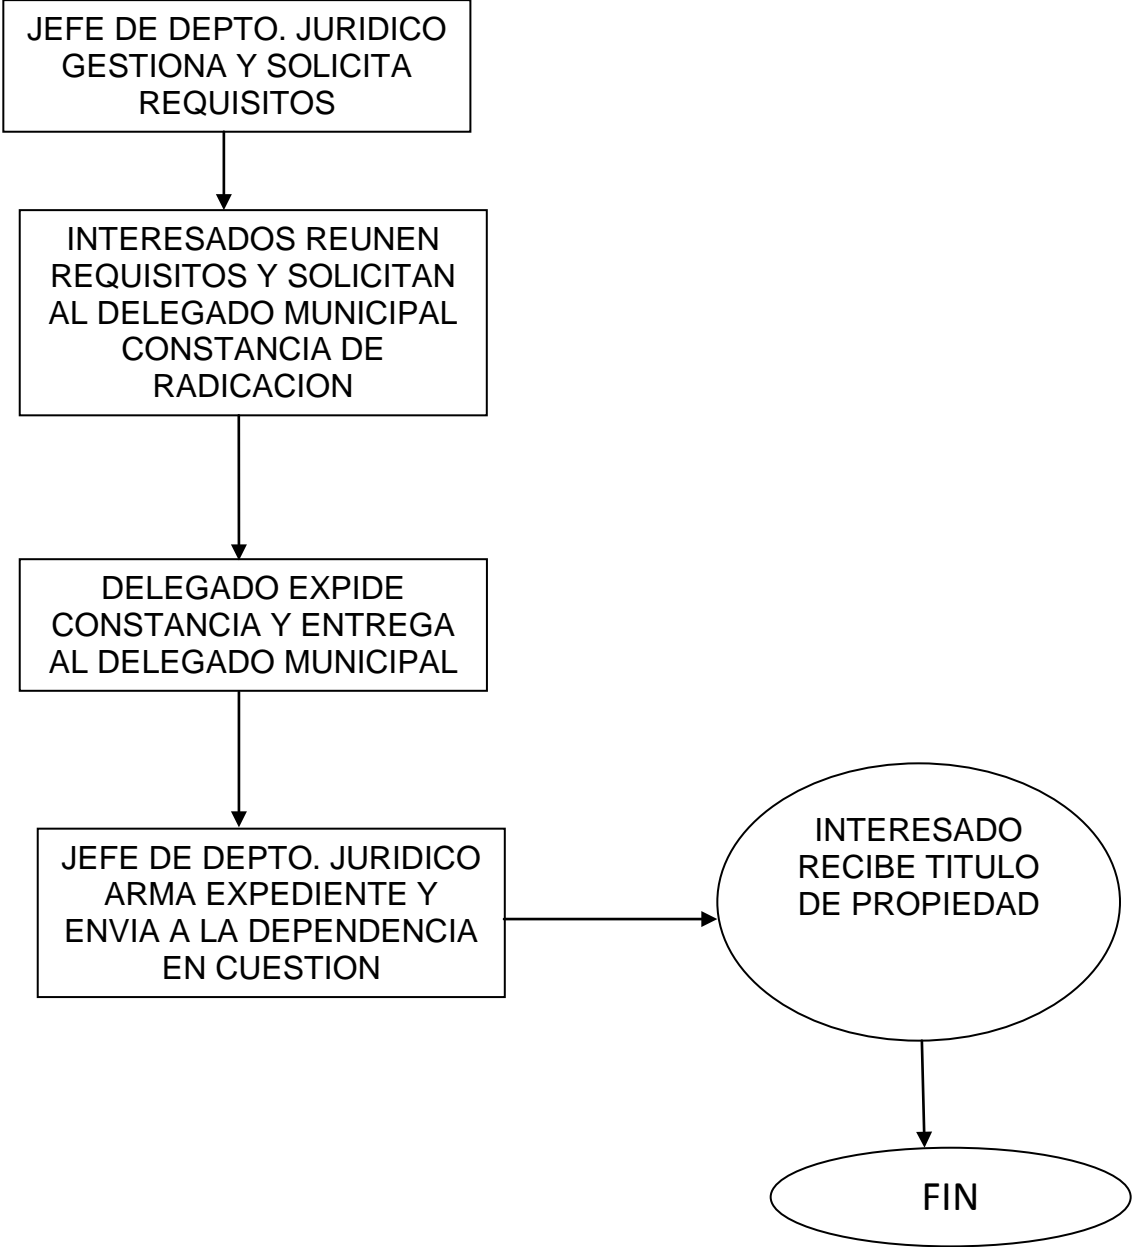 JEFE DE DEPTO. JURIDICO
GESTIONA Y SOLICITA
REQUISITOS
INTERESADOS REUNEN
REQUISITOS Y SOLICITAN
AL DELEGADO MUNICIPAL
CONSTANCIA DE
RADICACION
DELEGADO EXPIDE
CONSTANCIA Y ENTREGA
AL DELEGADO MUNICIPAL
JEFE DE DEPTO. JURIDICO
ARMA EXPEDIENTE Y
ENVIA A LA DEPENDENCIA
EN CUESTION
INTERESADO
RECIBE TITULO
DE PROPIEDAD
FIN